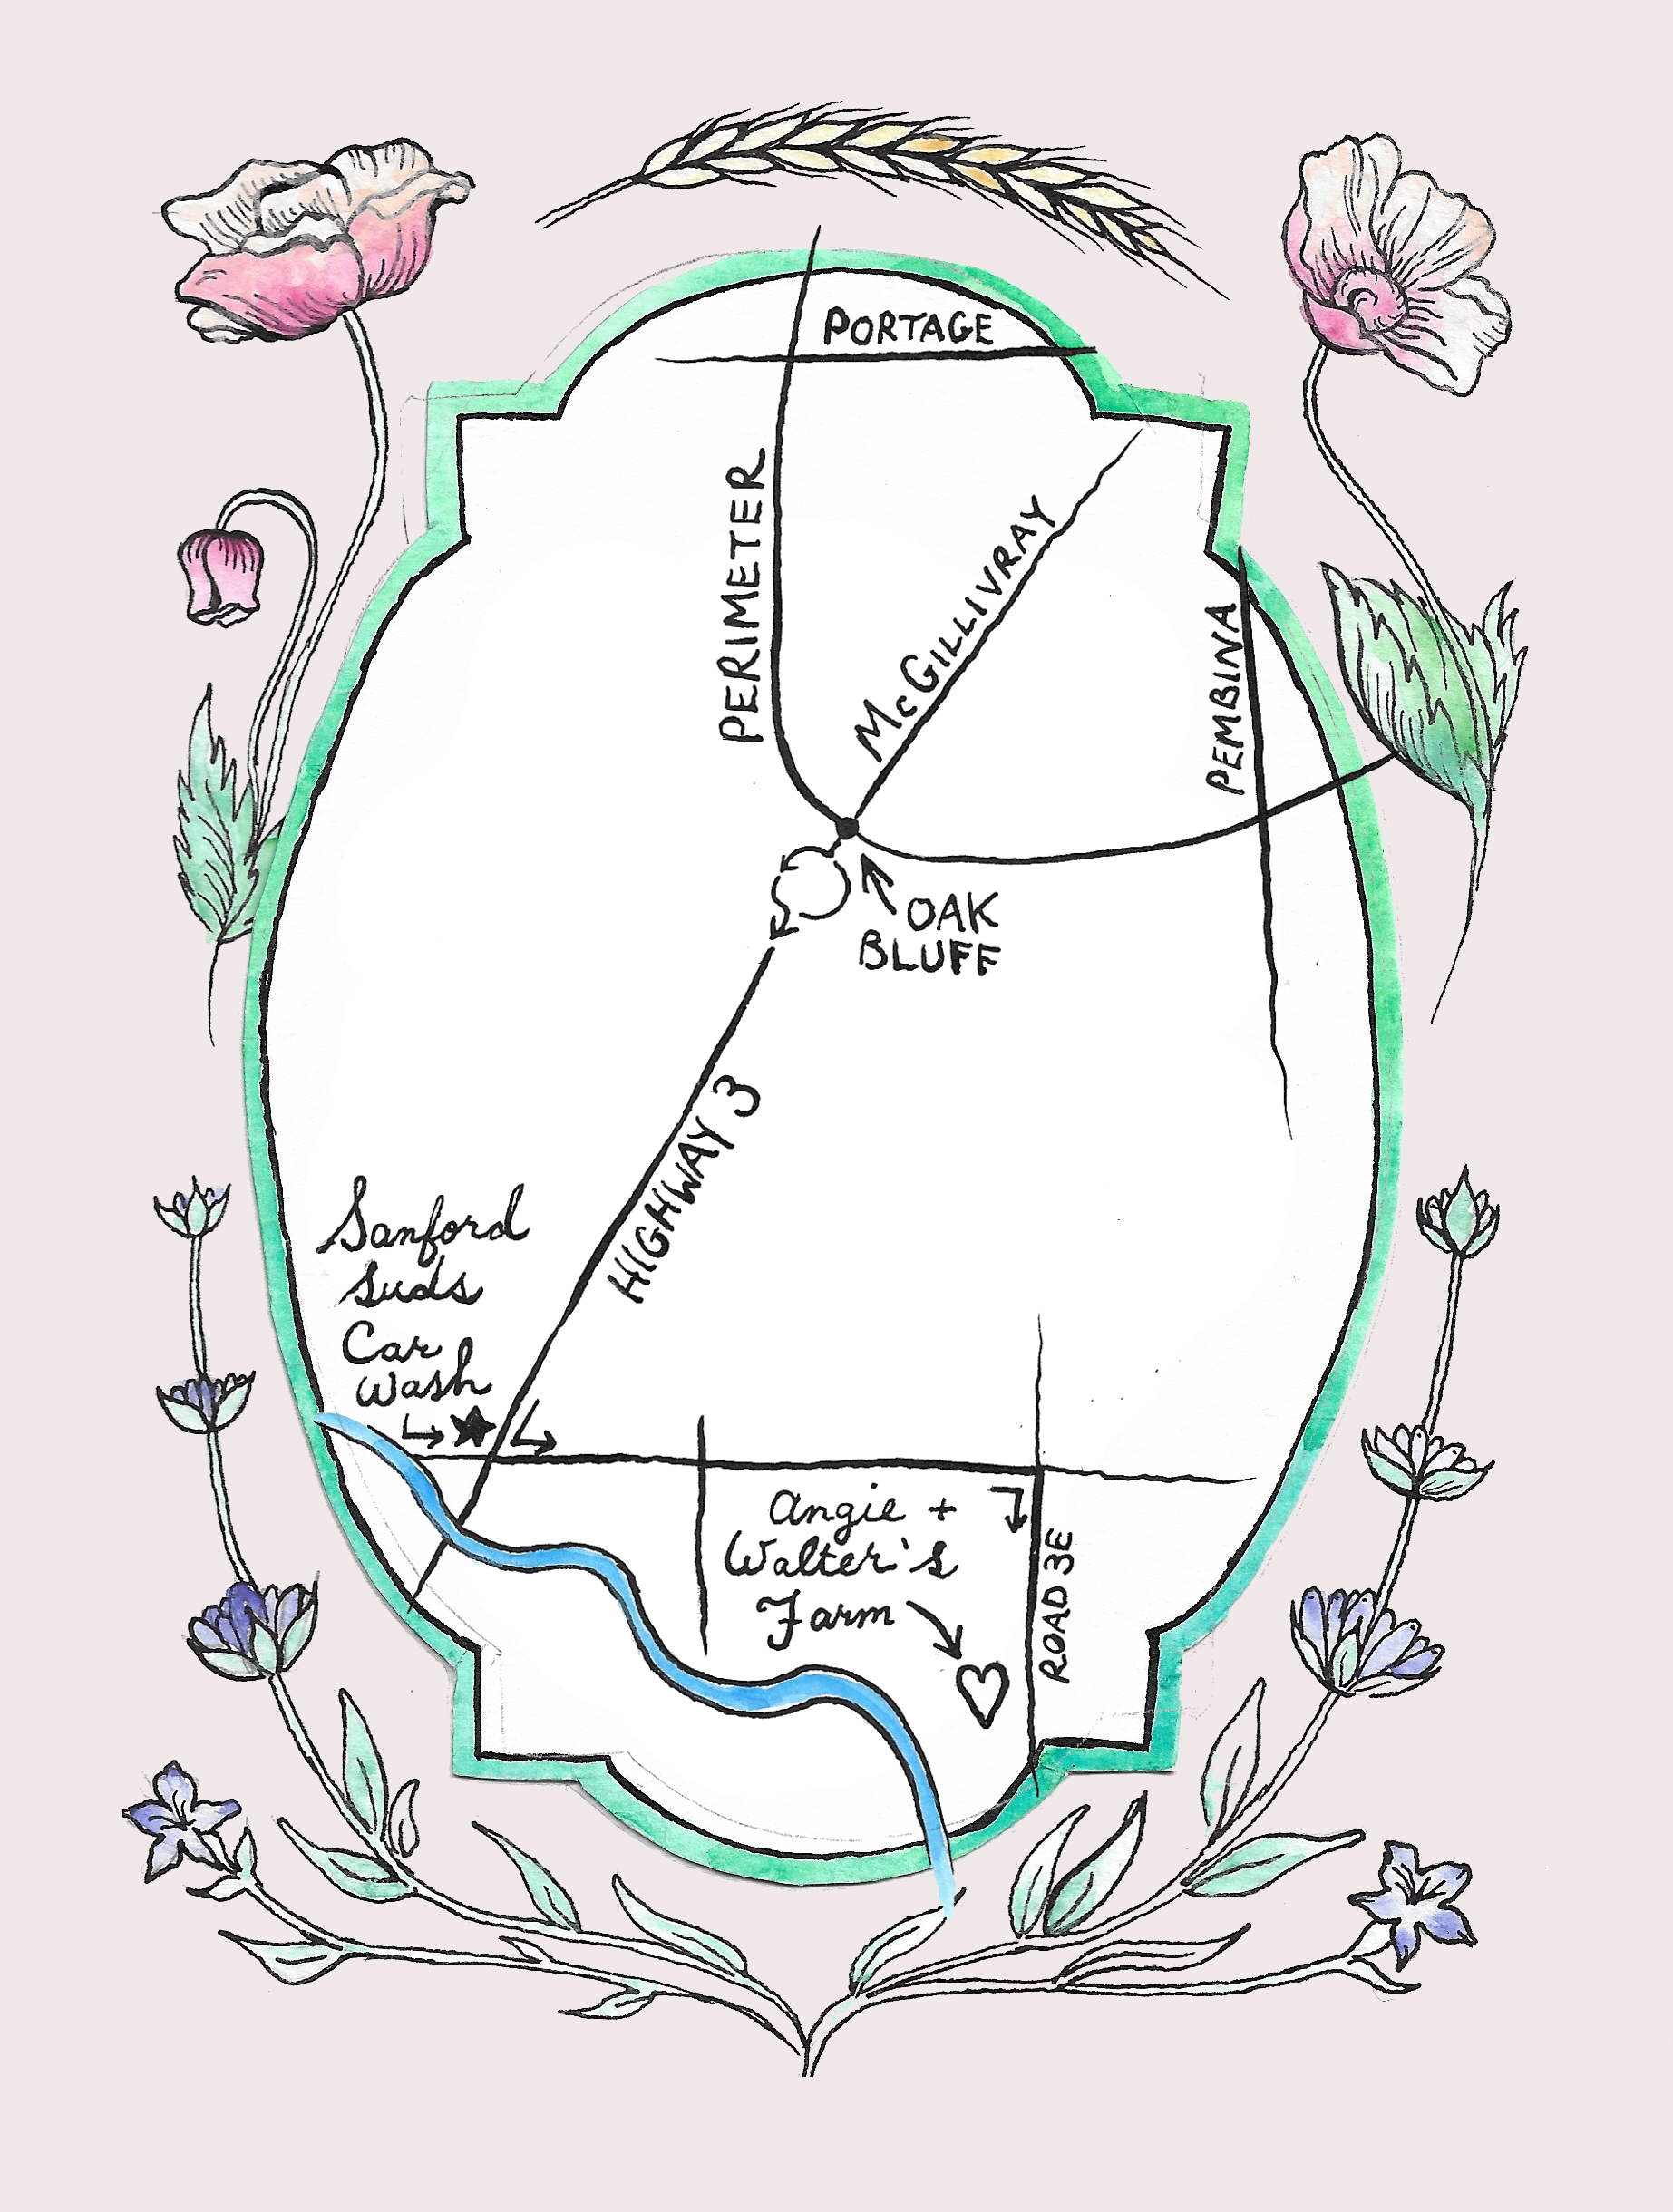 PORTAGE
PERIMETER
McGILLIVRAY
PEMBINA
OAK
BLUFF
HIGHWAY 3
Sanford
Suds
Car
Wash
Angie +
Walter's
Farm
ROAD 3E